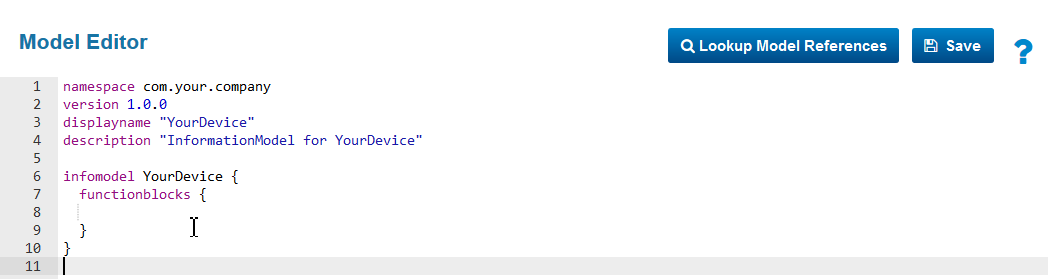 Model Editor
Lookup Model References
Save
?
1 namespace com.your.company
2 version 1.0.0
3 displayname "YourDevice"
4 description "InformationModel for YourDevice"
5
6 infomodel YourDevice {
7   functionblocks {
8
9   }
10 }
11